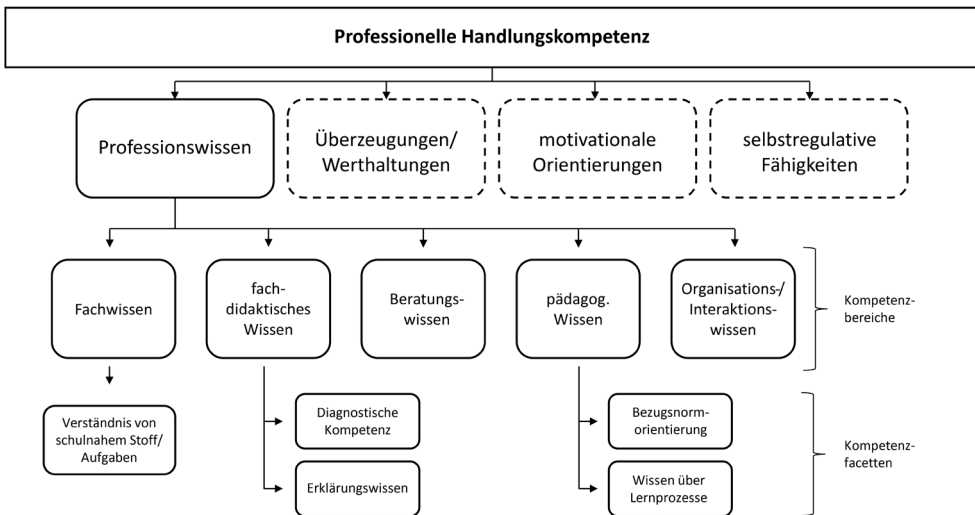 Professionelle Handlungskompetenz
Professionswissen
Überzeugungen/
Werthaltungen
motivationale
Orientierungen
selbstregulative
Fähigkeiten
Fachwissen
fach-
didaktisches
Wissen
Beratungs-
wissen
pädagog.
Wissen
Organisations-/
Interaktions-
wissen
Kompetenz-
bereiche
Verständnis von
schulnahem Stoff/
Aufgaben
Diagnostische
Kompetenz
Erklärungswissen
Bezugsnorm-
orientierung
Wissen über
Lernprozesse
Kompetenz-
facetten